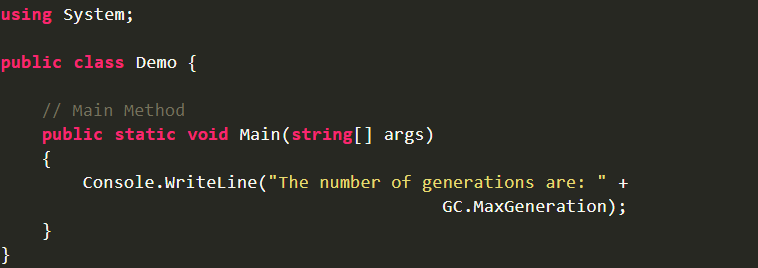 using System;
public class Demo {
// Main Method
public static void Main(string[] args)
{
Console.WriteLine("The number of generations are: " +
GC.MaxGeneration);
}
}